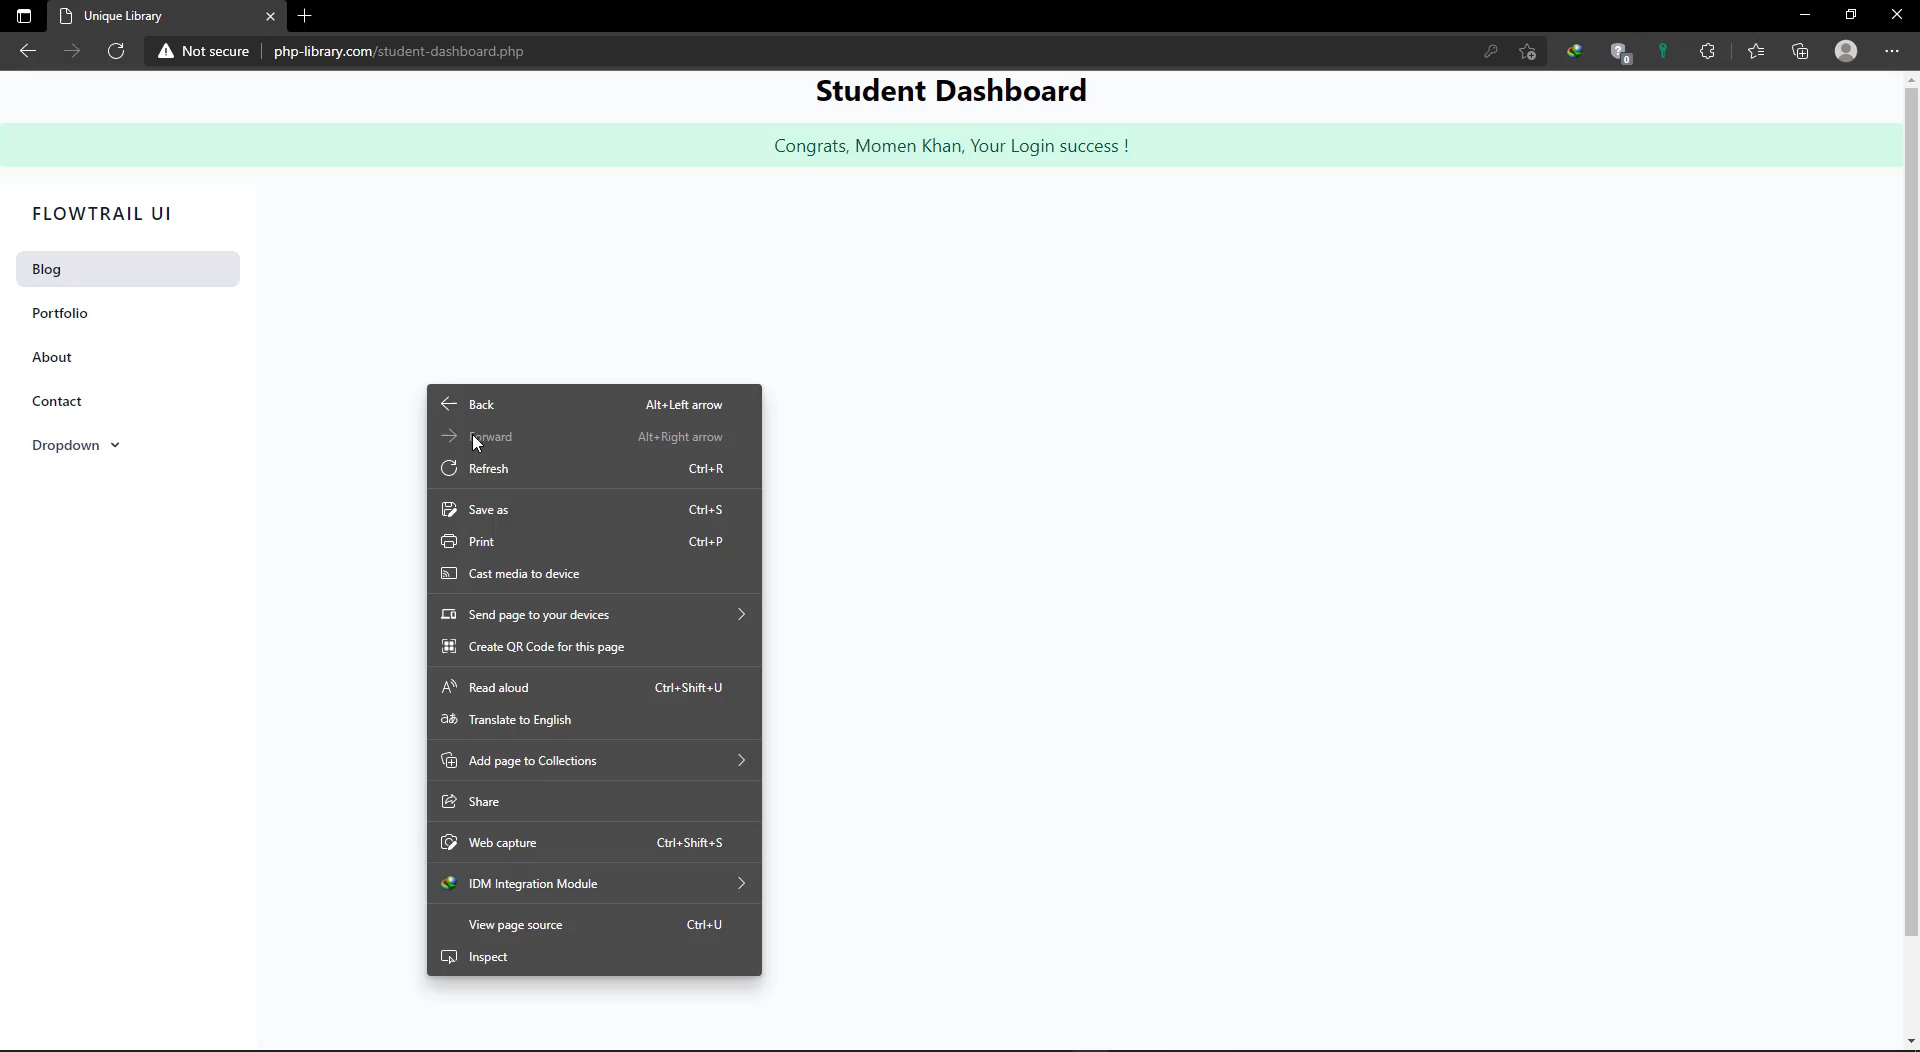 Unique Library
Not secure php-library.com/student-dashboard.php
0
Student Dashboard
Congrats, Momen Khan, Your Login success !
FLOWTRAIL UI
Blog
Portfolio
About
Contact
Dropdown
Back Alt+Left arrow
Forward Alt+Right arrow
Refresh Ctrl+R
Save as Ctrl+S
Print Ctrl+P
Cast media to device
Send page to your devices
Create QR Code for this page
Read aloud Ctrl+Shift+U
Translate to English
Add page to Collections
Share
Web capture Ctrl+Shift+S
IDM Integration Module
View page source Ctrl+U
Inspect